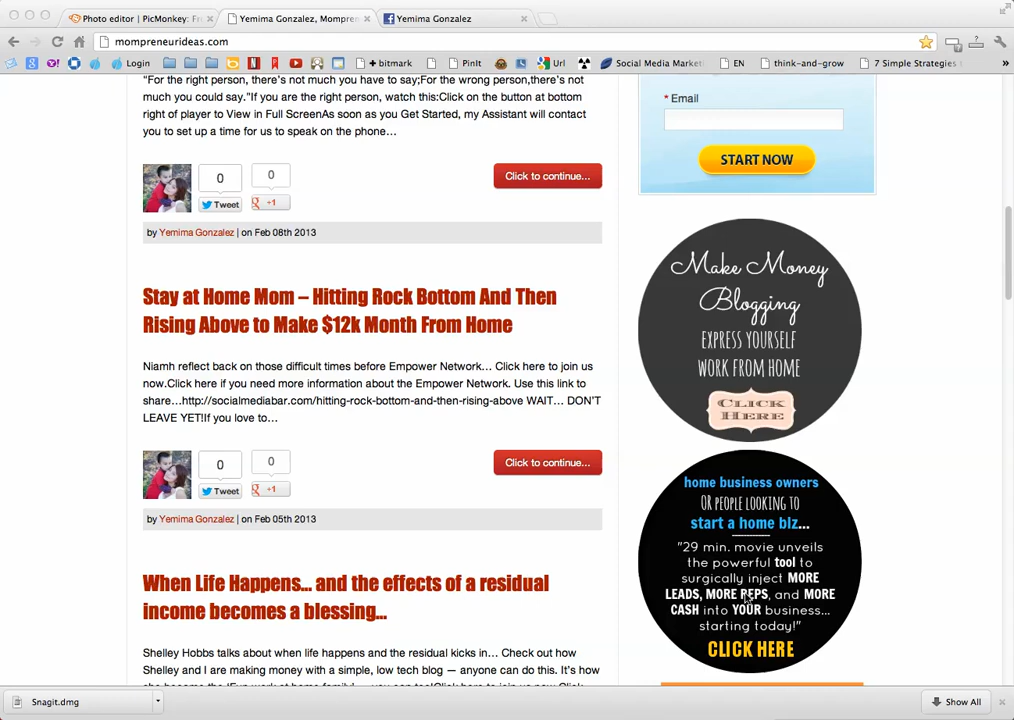 Photo editor | PicMonkey: Fr
Yemima Gonzalez, Mompren
Yemima Gonzalez
mompreneurideas.com
Login
+ bitmark
PinIt
Url
Social Media Market
EN
think-and-grow
7 Simple Strategies
»
"For the right person, there's not much you have to say;For the wrong person,there's not
much you could say."If you are the right person, watch this:Click on the button at bottom
right of player to View in Full ScreenAs soon as you Get Started, my Assistant will contact
you to set up a time for us to speak on the phone…
0
0
Tweet
+1
Click to continue...
by Yemima Gonzalez | on Feb 08th 2013
Stay at Home Mom – Hitting Rock Bottom And Then
Rising Above to Make $12k Month From Home
Niamh reflect back on those difficult times before Empower Network… Click here to join us
now.Click here if you need more information about the Empower Network. Use this link to
share…http://socialmediabar.com/hitting-rock-bottom-and-then-rising-above WAIT… DON'T
LEAVE YET!If you love to…
0
0
Tweet
+1
Click to continue...
by Yemima Gonzalez | on Feb 05th 2013
When Life Happens… and the effects of a residual
income becomes a blessing…
Shelley Hobbs talks about when life happens and the residual kicks in… Check out how
Shelley and I are making money with a simple, low tech blog — anyone can do this. It's how
* Email
START NOW
Make Money
Blogging
EXPRESS YOURSELF
WORK FROM HOME
CLICK
HERE
home business owners
OR PEOPLE LOOKING TO
start a home biz...
"29 min. movie unveils
the powerful tool to
surgically inject MORE
LEADS, MORE REPS, and MORE
CASH into YOUR business...
starting today!"
CLICK HERE
Snagit.dmg
Show All